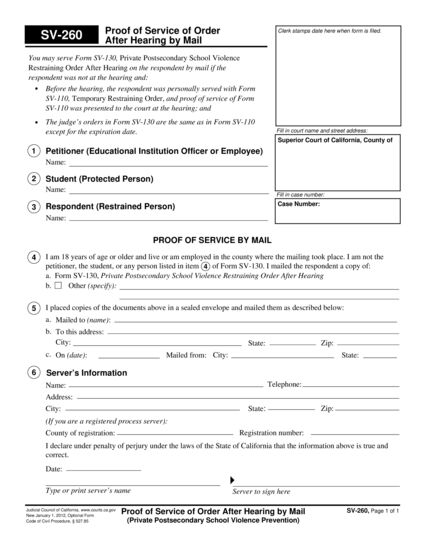 SV-260
Proof of Service of Order
After Hearing by Mail
Clerk stamps date here when form is filed.
You may serve Form SV-130, Private Postsecondary School Violence
Restraining Order After Hearing on the respondent by mail if the
respondent was not at the hearing and:
• Before the hearing, the respondent was personally served with Form
SV-110, Temporary Restraining Order, and proof of service of Form
SV-110 was presented to the court at the hearing; and
• The judge's orders in Form SV-130 are the same as in Form SV-110
except for the expiration date.
Fill in court name and street address:
Superior Court of California, County of
1 Petitioner (Educational Institution Officer or Employee)
Name:
2 Student (Protected Person)
Name:
Fill in case number:
Case Number:
3 Respondent (Restrained Person)
Name:
PROOF OF SERVICE BY MAIL
4 I am 18 years of age or older and live or am employed in the county where the mailing took place. I am not the
petitioner, the student, or any person listed in item 4 of Form SV-130. I mailed the respondent a copy of:
a. Form SV-130, Private Postsecondary School Violence Restraining Order After Hearing
b. Other (specify):
5 I placed copies of the documents above in a sealed envelope and mailed them as described below:
a. Mailed to (name):
b. To this address:
City: State: Zip:
c. On (date): Mailed from: City: State:
6 Server's Information
Name: Telephone:
Address:
City: State: Zip:
(If you are a registered process server):
County of registration: Registration number:
I declare under penalty of perjury under the laws of the State of California that the information above is true and
correct.
Date:
Type or print server's name Server to sign here
Judicial Council of California, www.courts.ca.gov
New January 1, 2012, Optional Form
Code of Civil Procedure, § 527.85
Proof of Service of Order After Hearing by Mail
(Private Postsecondary School Violence Prevention)
SV-260, Page 1 of 1